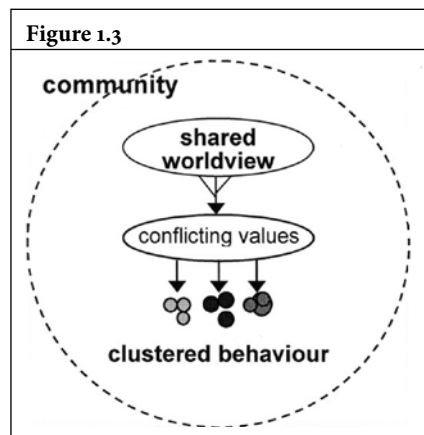 Figure 1.3
community
shared
worldview
conflicting values
clustered behaviour